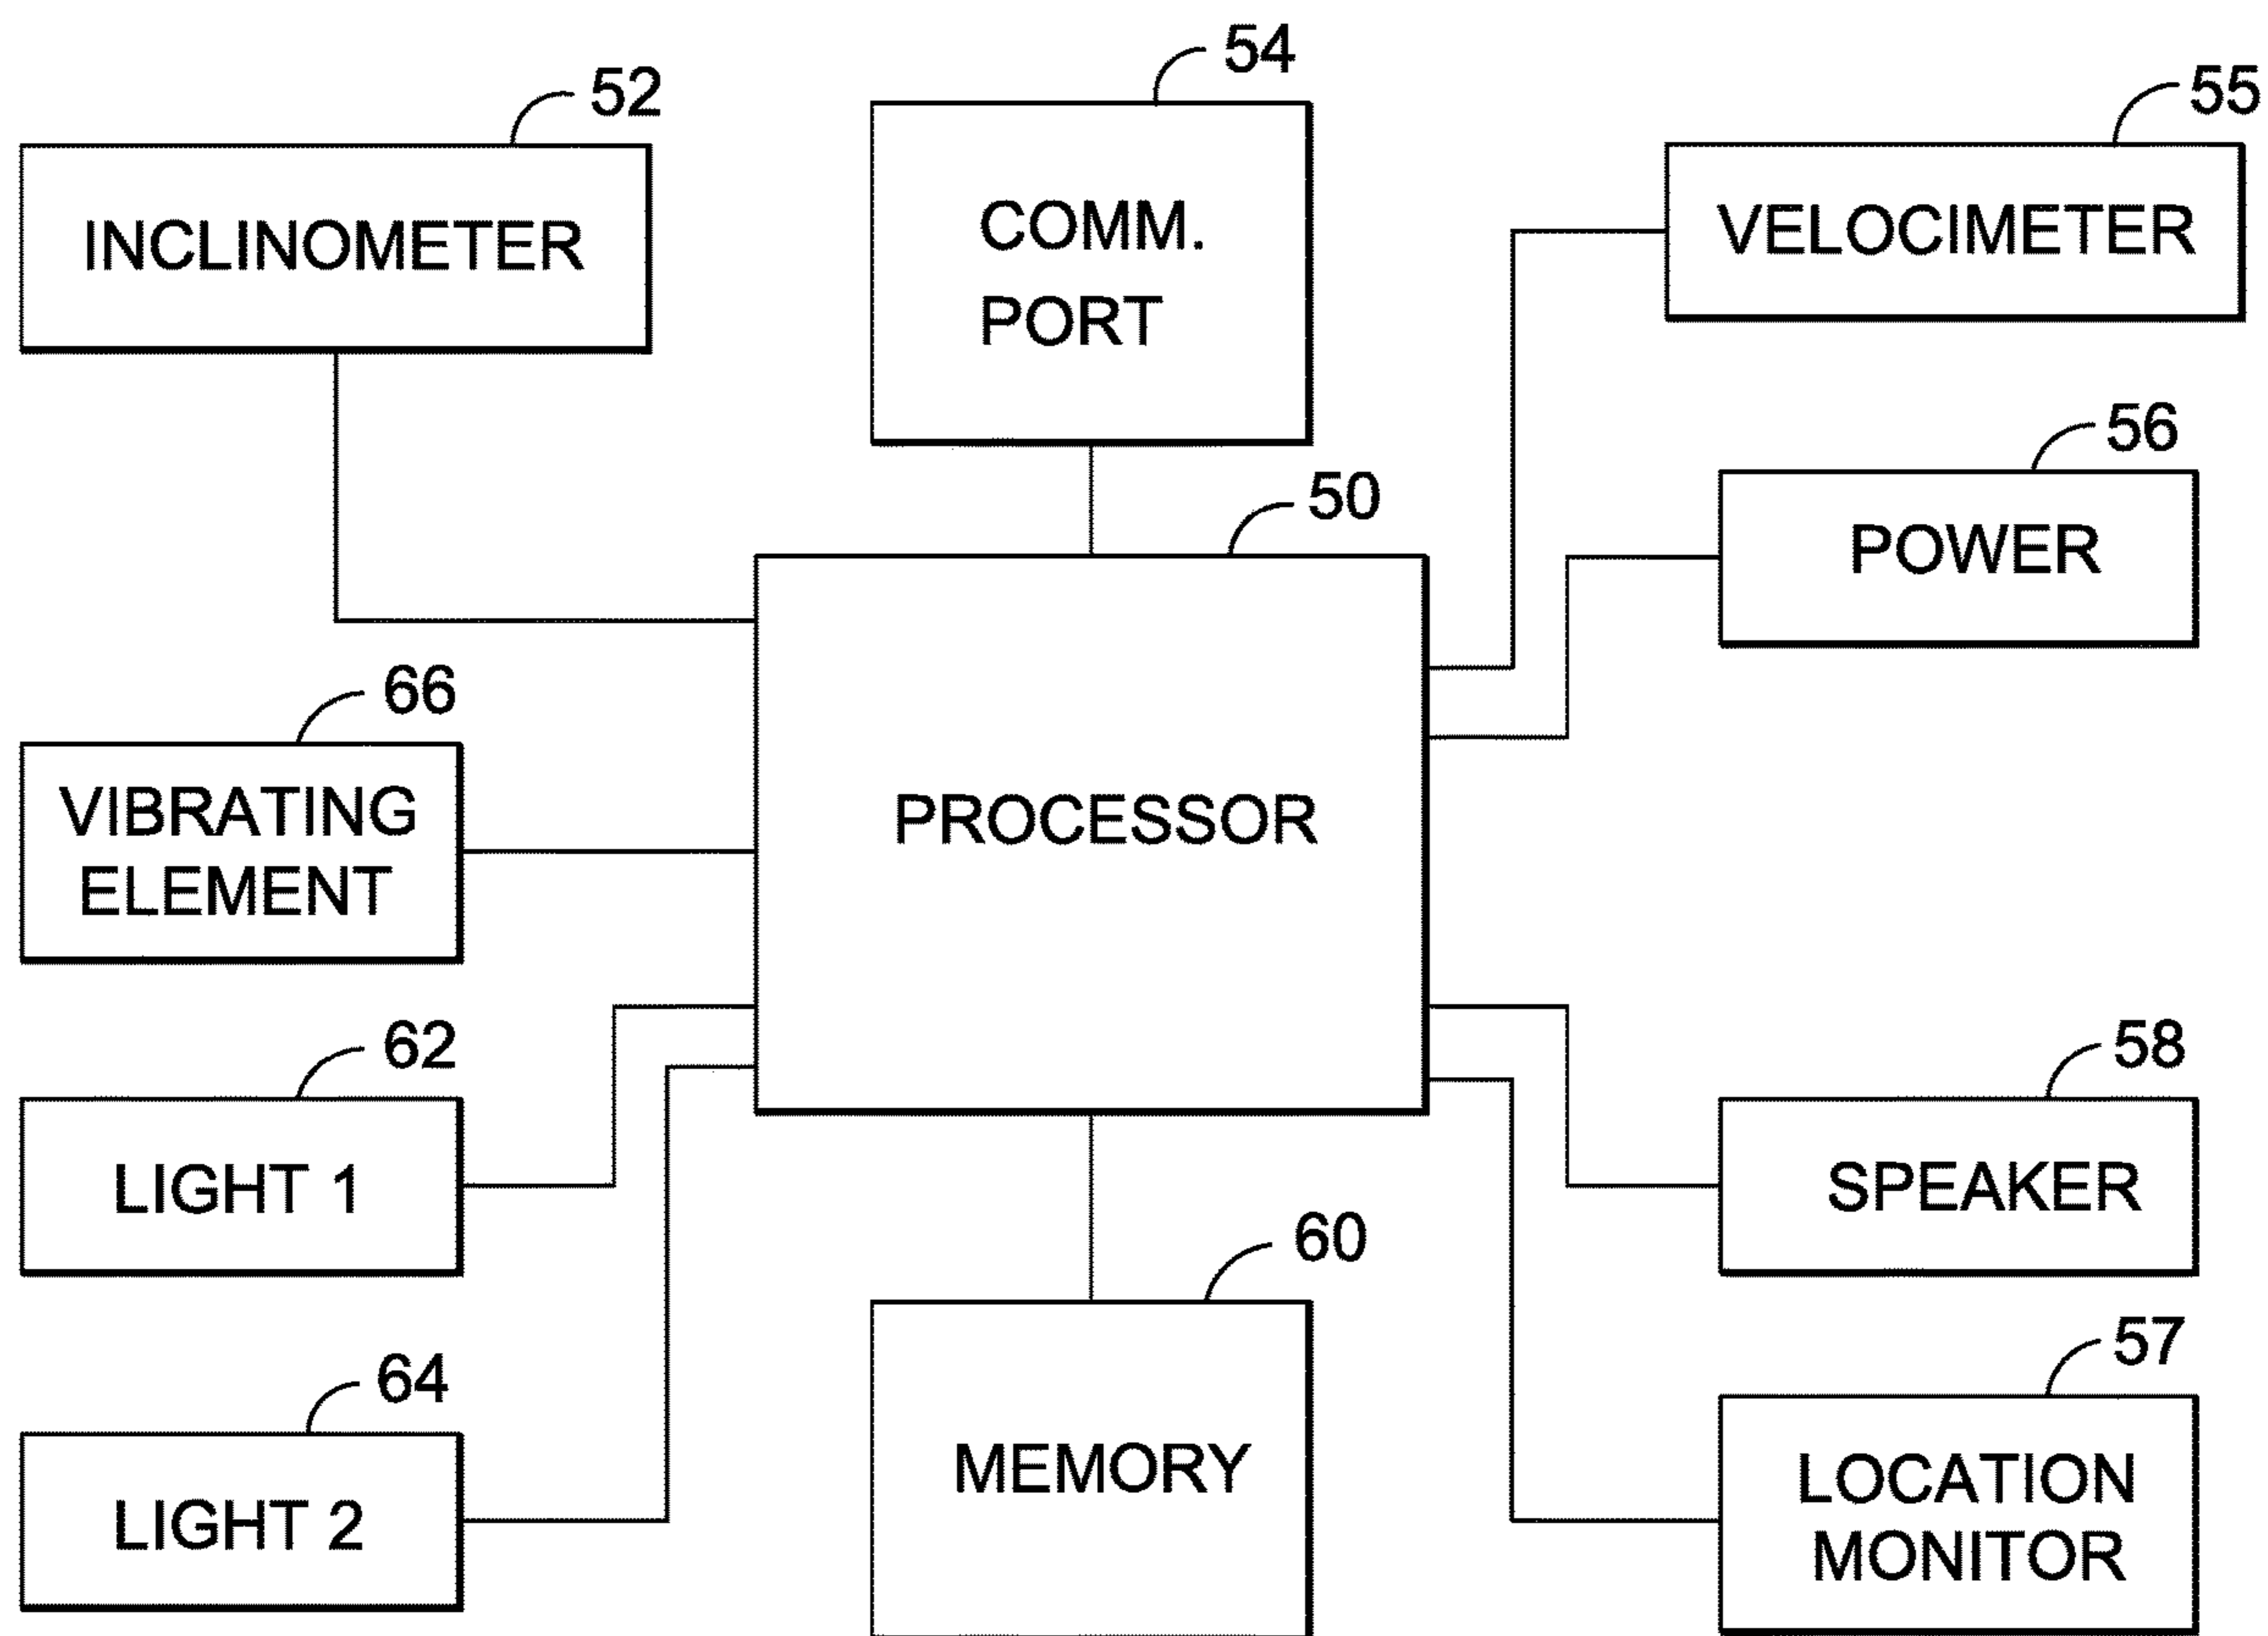 54
52
55
INCLINOMETER
COMM.
PORT
VELOCIMETER
56
50
POWER
66
VIBRATING
ELEMENT
PROCESSOR
62
58
LIGHT 1
SPEAKER
60
57
64
LIGHT 2
MEMORY
LOCATION
MONITOR